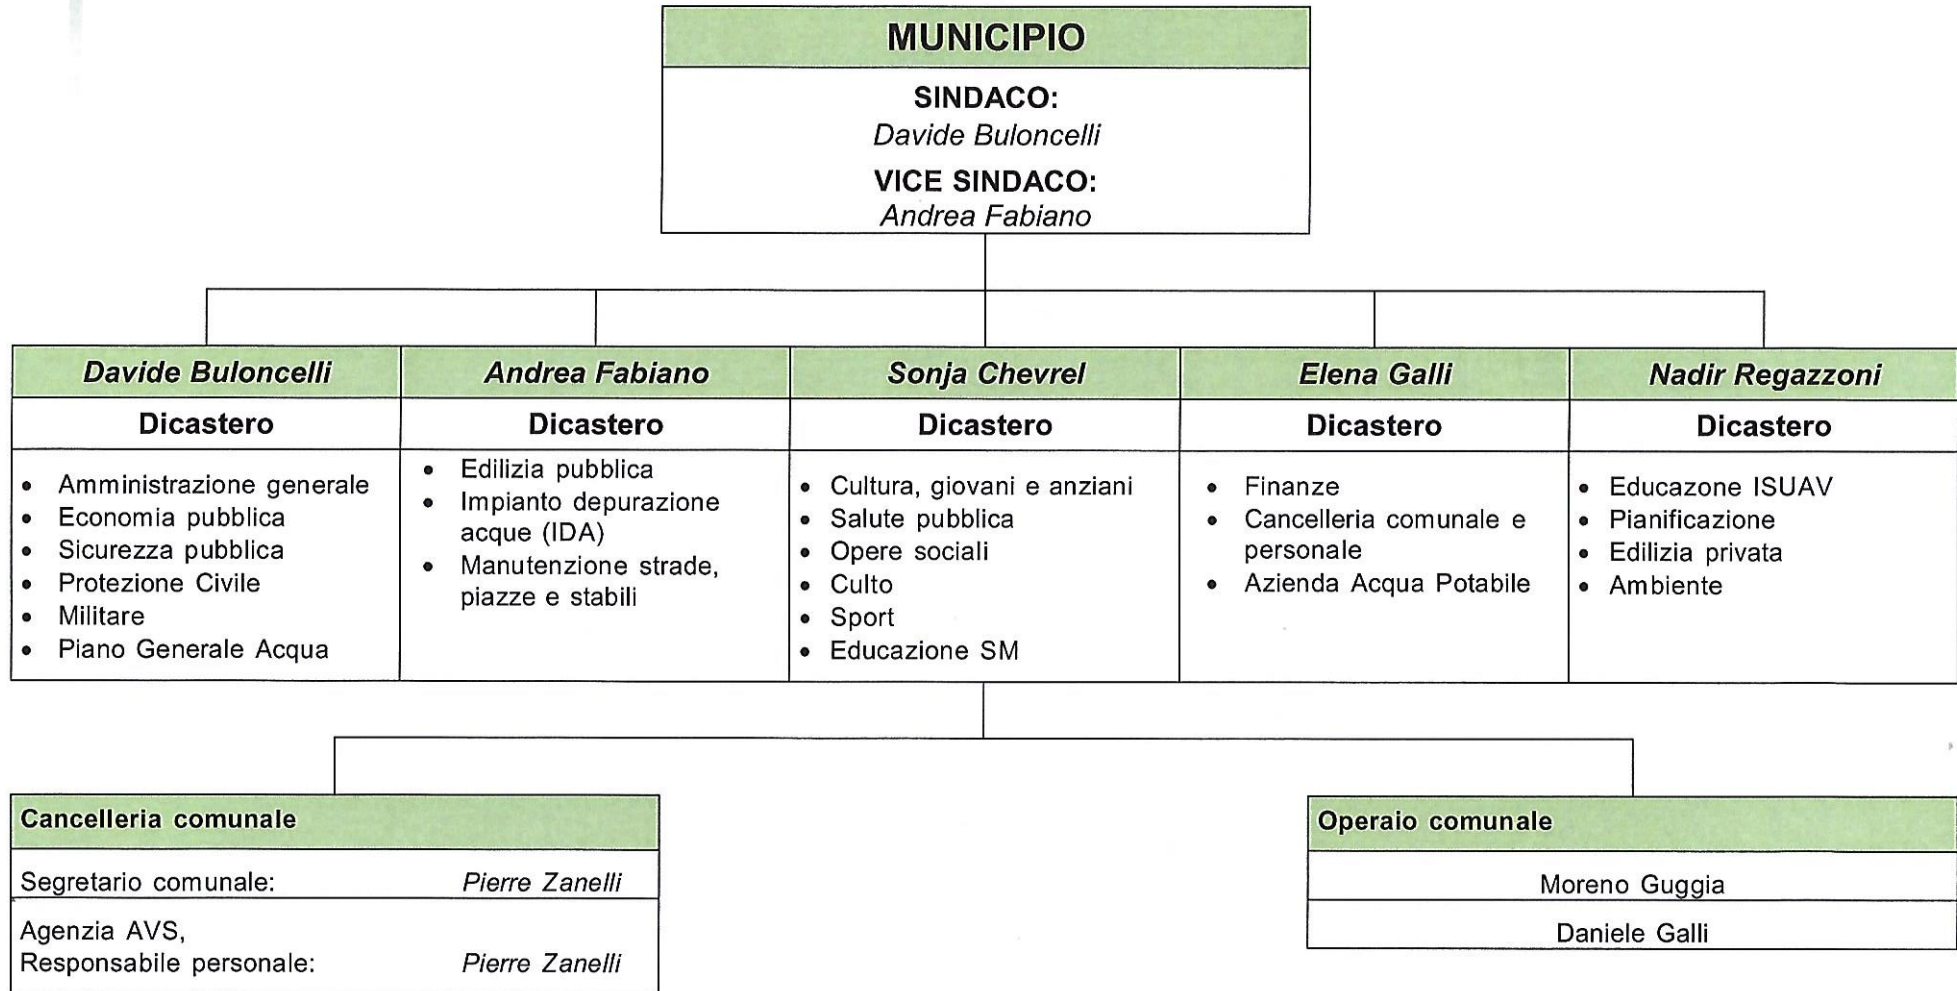 MUNICIPIO
SINDACO:
Davide Buloncelli
VICE SINDACO:
Andrea Fabiano
Davide Buloncelli
Dicastero
• Amministrazione generale
• Economia pubblica
• Sicurezza pubblica
• Protezione Civile
• Militare
• Piano Generale Acqua
Andrea Fabiano
Dicastero
• Edilizia pubblica
• Impianto depurazione
acque (IDA)
• Manutenzione strade,
piazze e stabili
Sonja Chevrel
Dicastero
• Cultura, giovani e anziani
• Salute pubblica
• Opere sociali
• Culto
• Sport
• Educazione SM
Elena Galli
Dicastero
• Finanze
• Cancelleria comunale e
personale
• Azienda Acqua Potabile
Nadir Regazzoni
Dicastero
• Educazone ISUAV
• Pianificazione
• Edilizia privata
• Ambiente
Cancelleria comunale
Segretario comunale: Pierre Zanelli
Agenzia AVS,
Responsabile personale: Pierre Zanelli
Operaio comunale
Moreno Guggia
Daniele Galli